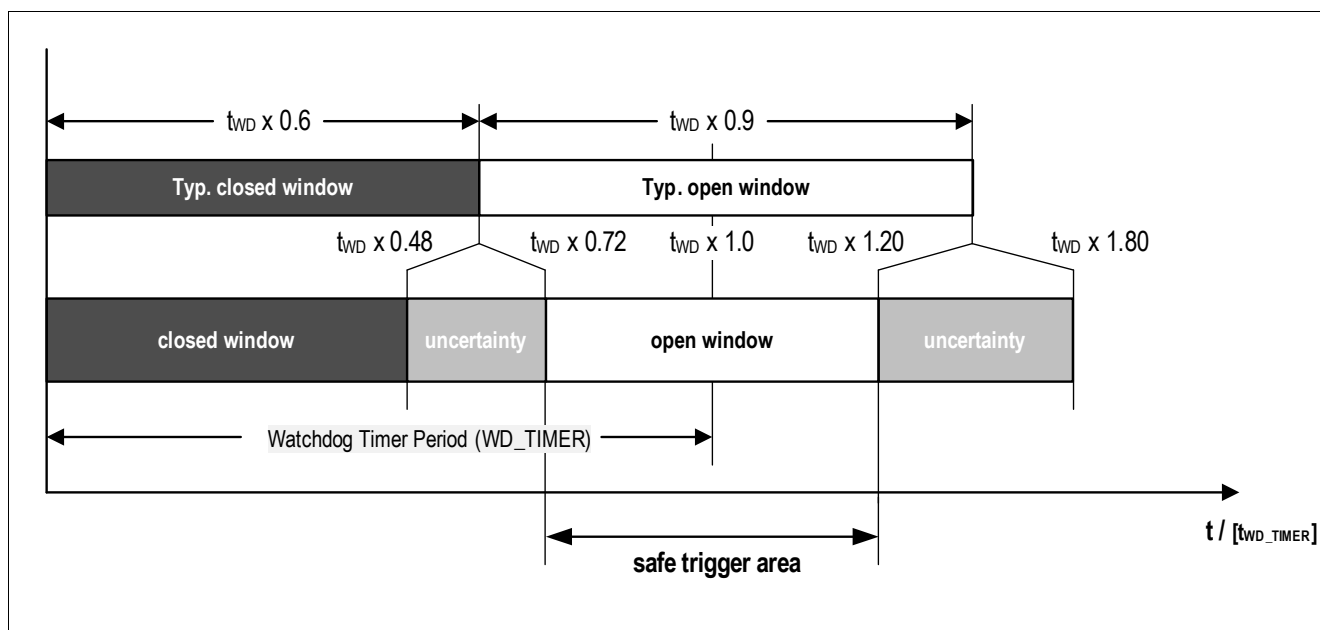 tWD x 0.6
tWD x 0.9
Typ. closed window
Typ. open window
tWD x 0.48
tWD x 0.72
tWD x 1.0
tWD x 1.20
tWD x 1.80
closed window
uncertainty
open window
uncertainty
Watchdog Timer Period (WD_TIMER)
t / [tWD_TIMER]
safe trigger area